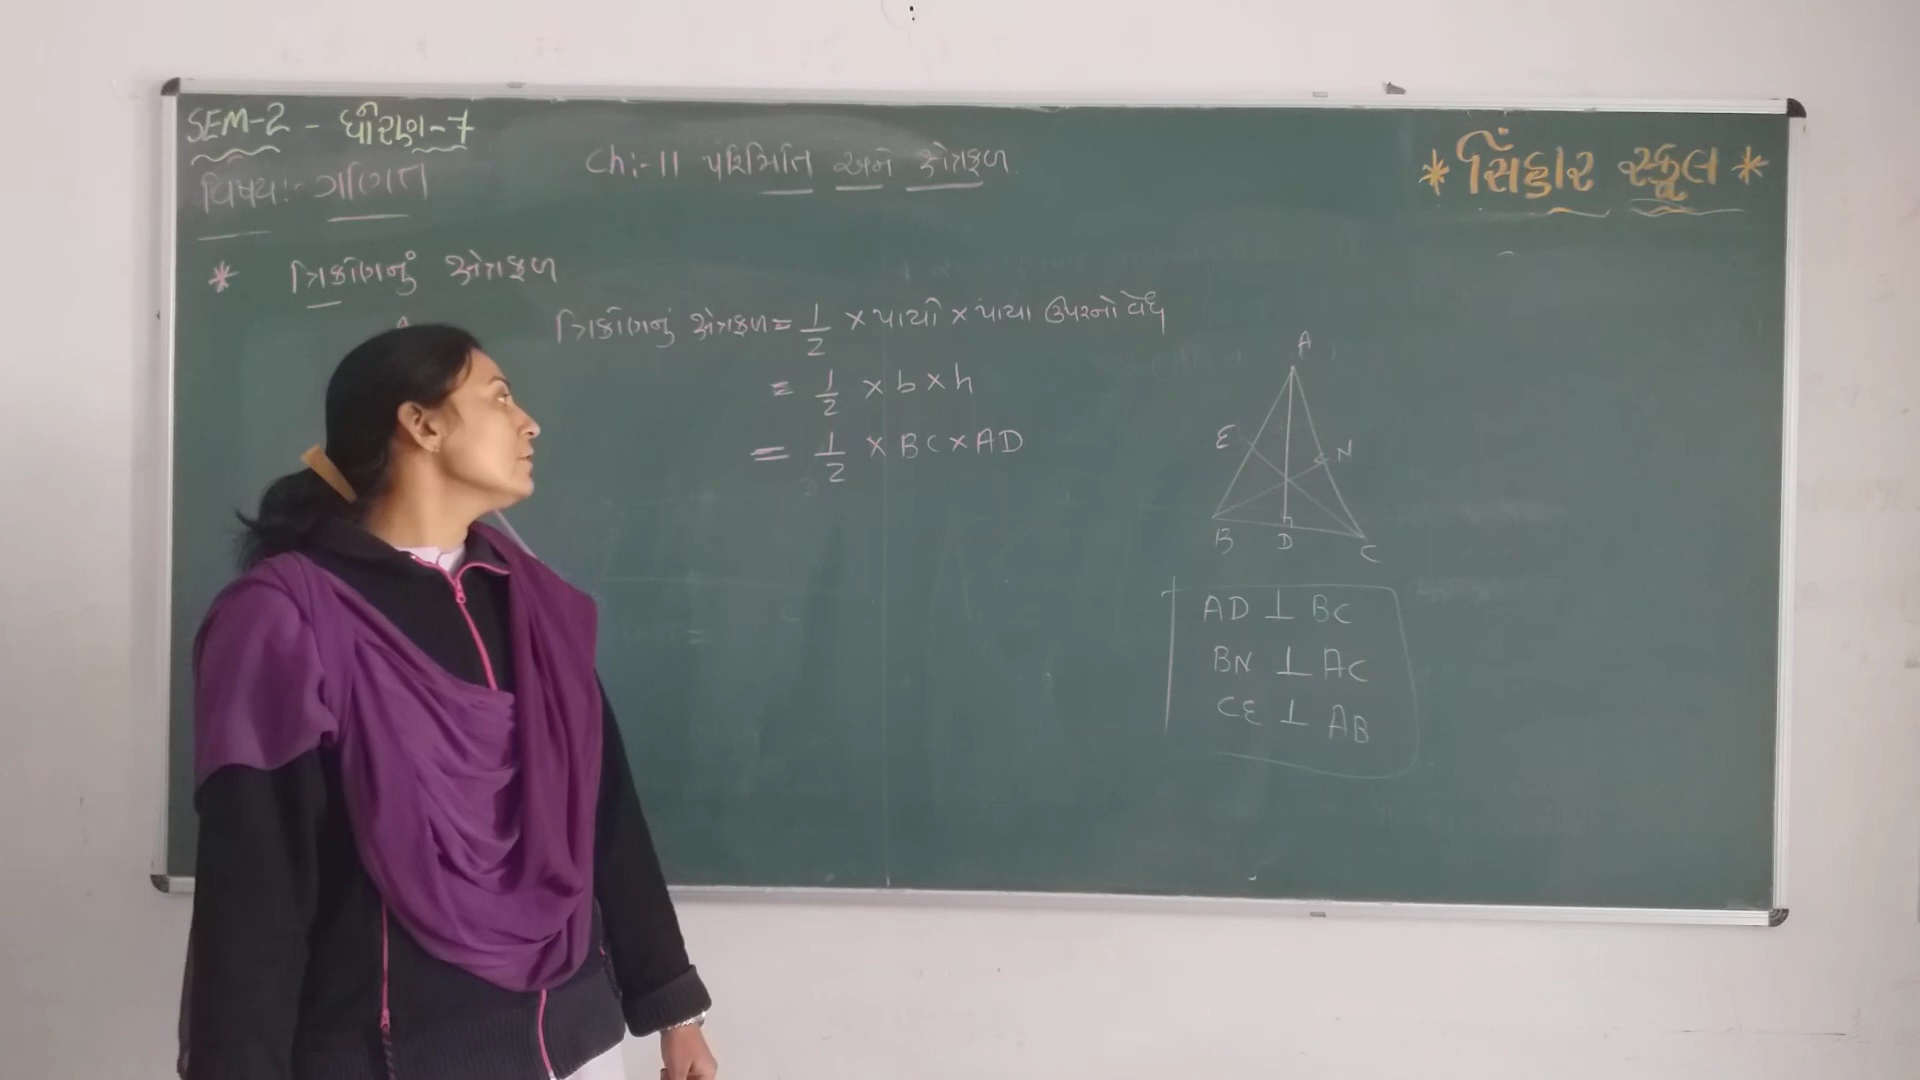 SEM-2 - ધોરણ-7
વિષય:- ગણિત
Ch:-11 પરિમિતિ અને ક્ષેત્રફળ
* સિંહાર સ્કૂલ *
* ત્રિકોણનું ક્ષેત્રફળ
A
ત્રિકોણનું ક્ષેત્રફળ = 1/2 × પાયો × પાયા ઉપરનો વેધ
= 1/2 × b × h
= 1/2 × BC × AD
A
E
N
B D C
AD ⊥ BC
BN ⊥ AC
CE ⊥ AB